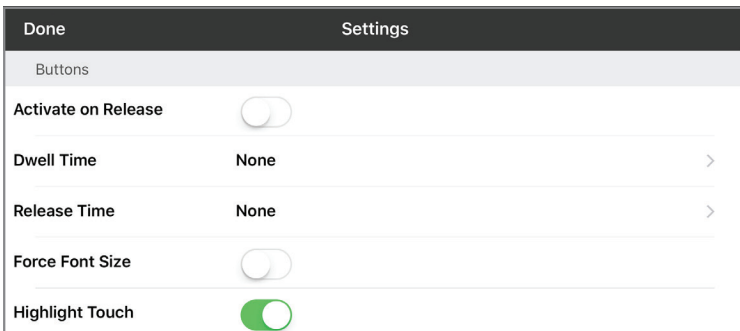 Done Settings
Buttons
Activate on Release
Dwell Time None
Release Time None
Force Font Size
Highlight Touch